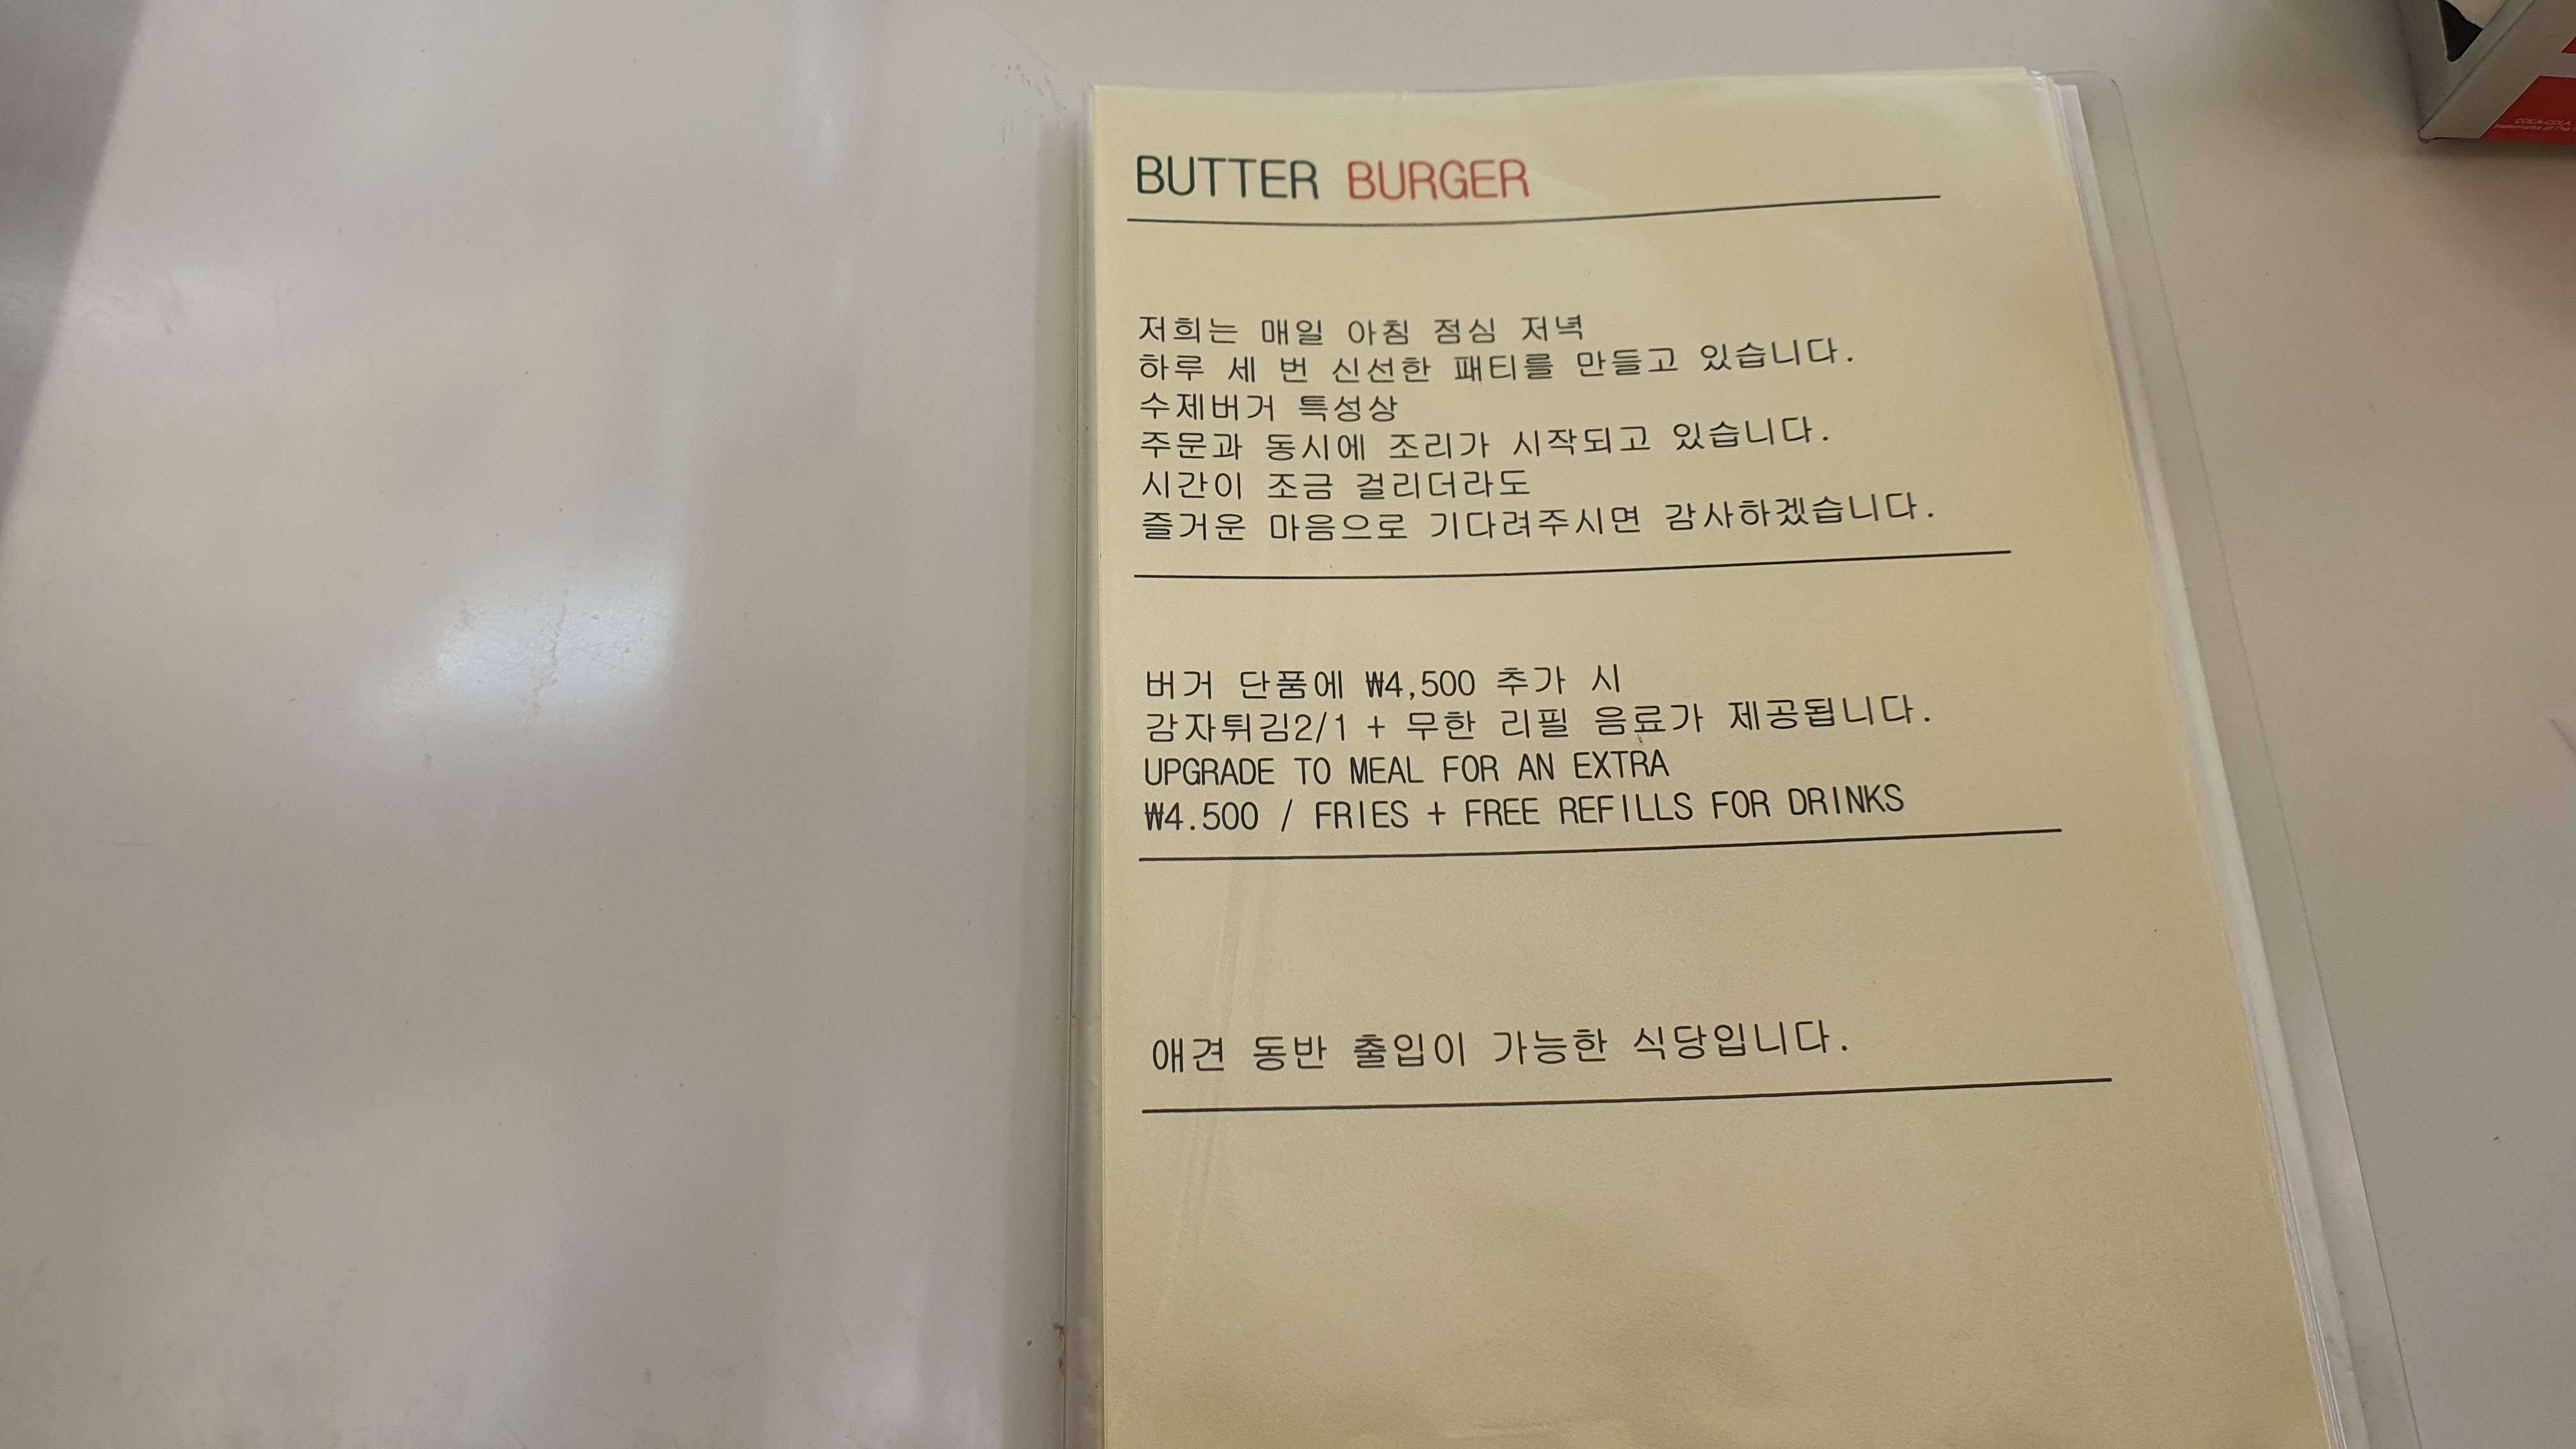 BUTTER BURGER
저희는 매일 아침 점심 저녁
하루 세 번 신선한 패티를 만들고 있습니다.
수제버거 특성상
주문과 동시에 조리가 시작되고 있습니다.
시간이 조금 걸리더라도
즐거운 마음으로 기다려주시면 감사하겠습니다.
버거 단품에 ₩4,500 추가 시
감자튀김2/1 + 무한 리필 음료가 제공됩니다.
UPGRADE TO MEAL FOR AN EXTRA
₩4.500 / FRIES + FREE REFILLS FOR DRINKS
애견 동반 출입이 가능한 식당입니다.
COCA-COLA